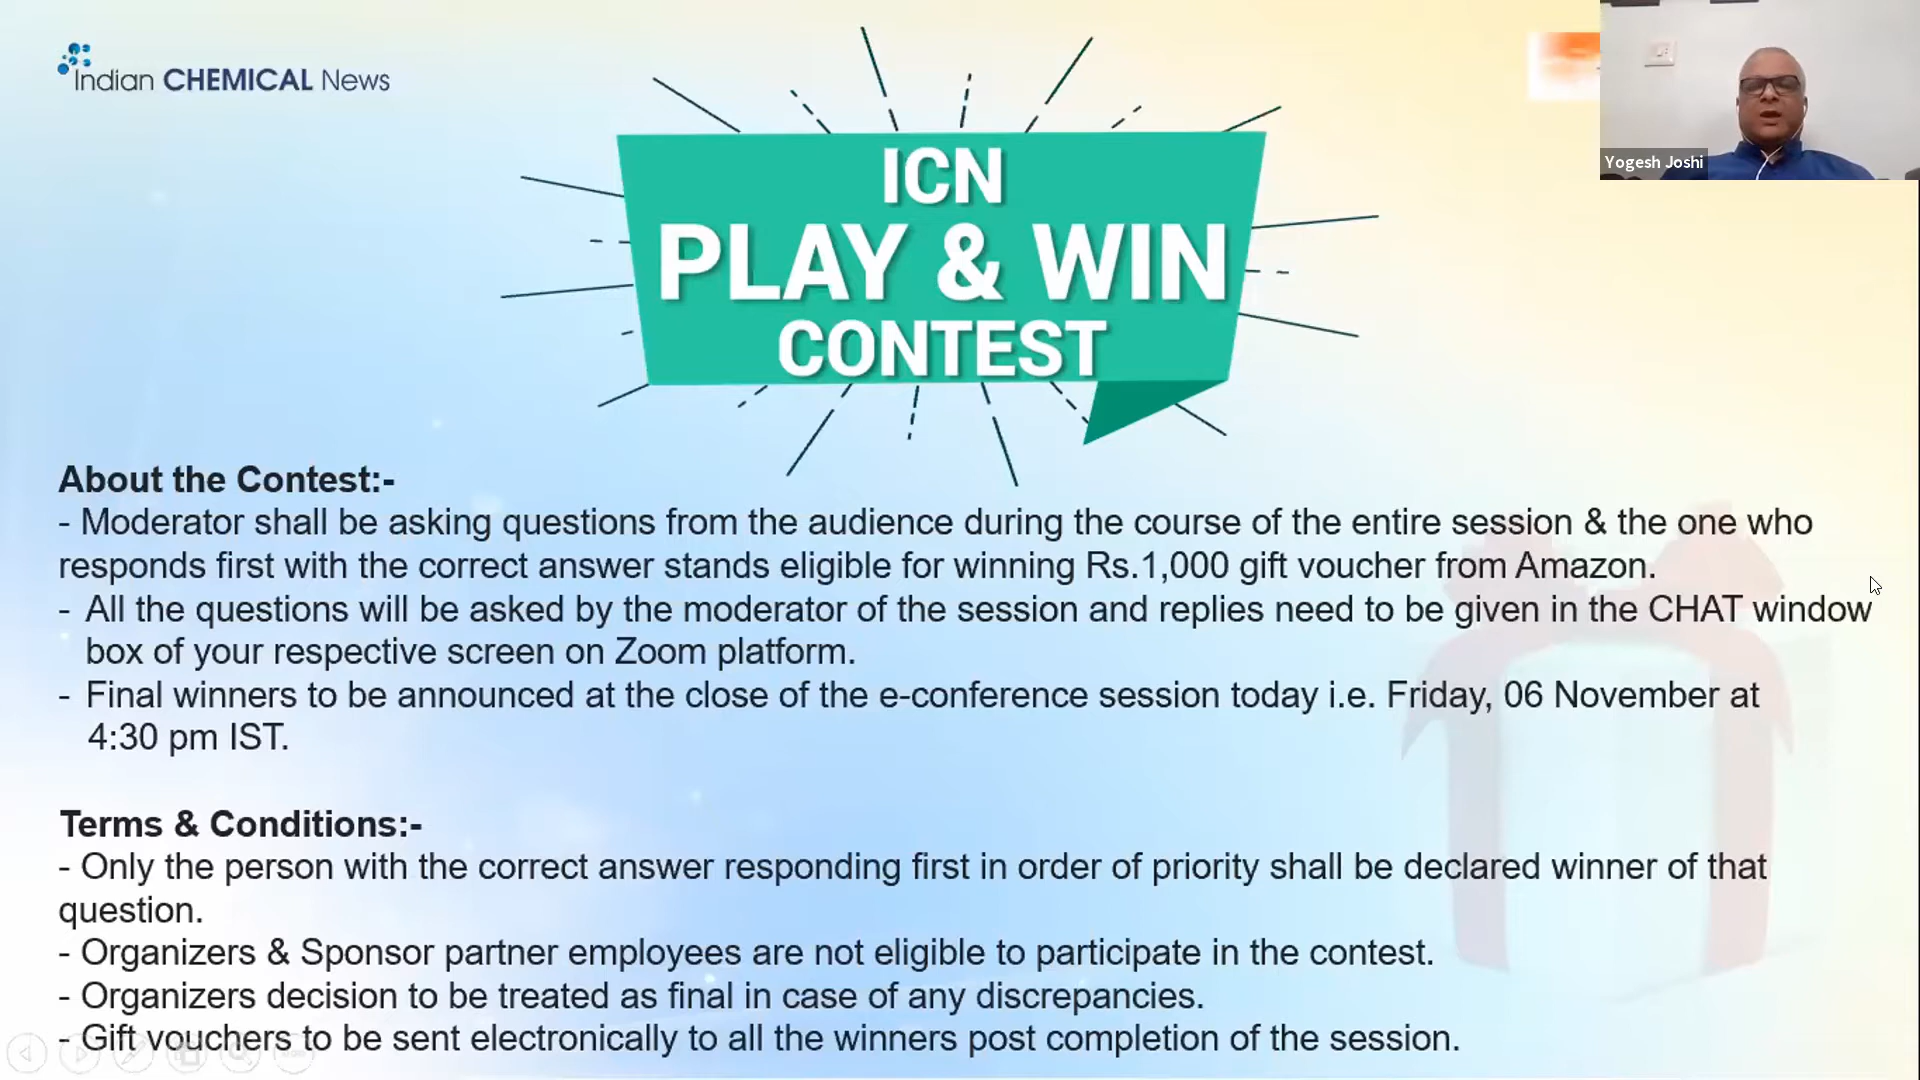 Indian CHEMICAL News
Yogesh Joshi
ICN
PLAY & WIN
CONTEST
About the Contest:-
- Moderator shall be asking questions from the audience during the course of the entire session & the one who
responds first with the correct answer stands eligible for winning Rs.1,000 gift voucher from Amazon.
- All the questions will be asked by the moderator of the session and replies need to be given in the CHAT window
box of your respective screen on Zoom platform.
- Final winners to be announced at the close of the e-conference session today i.e. Friday, 06 November at
4:30 pm IST.
Terms & Conditions:-
- Only the person with the correct answer responding first in order of priority shall be declared winner of that
question.
- Organizers & Sponsor partner employees are not eligible to participate in the contest.
- Organizers decision to be treated as final in case of any discrepancies.
- Gift vouchers to be sent electronically to all the winners post completion of the session.